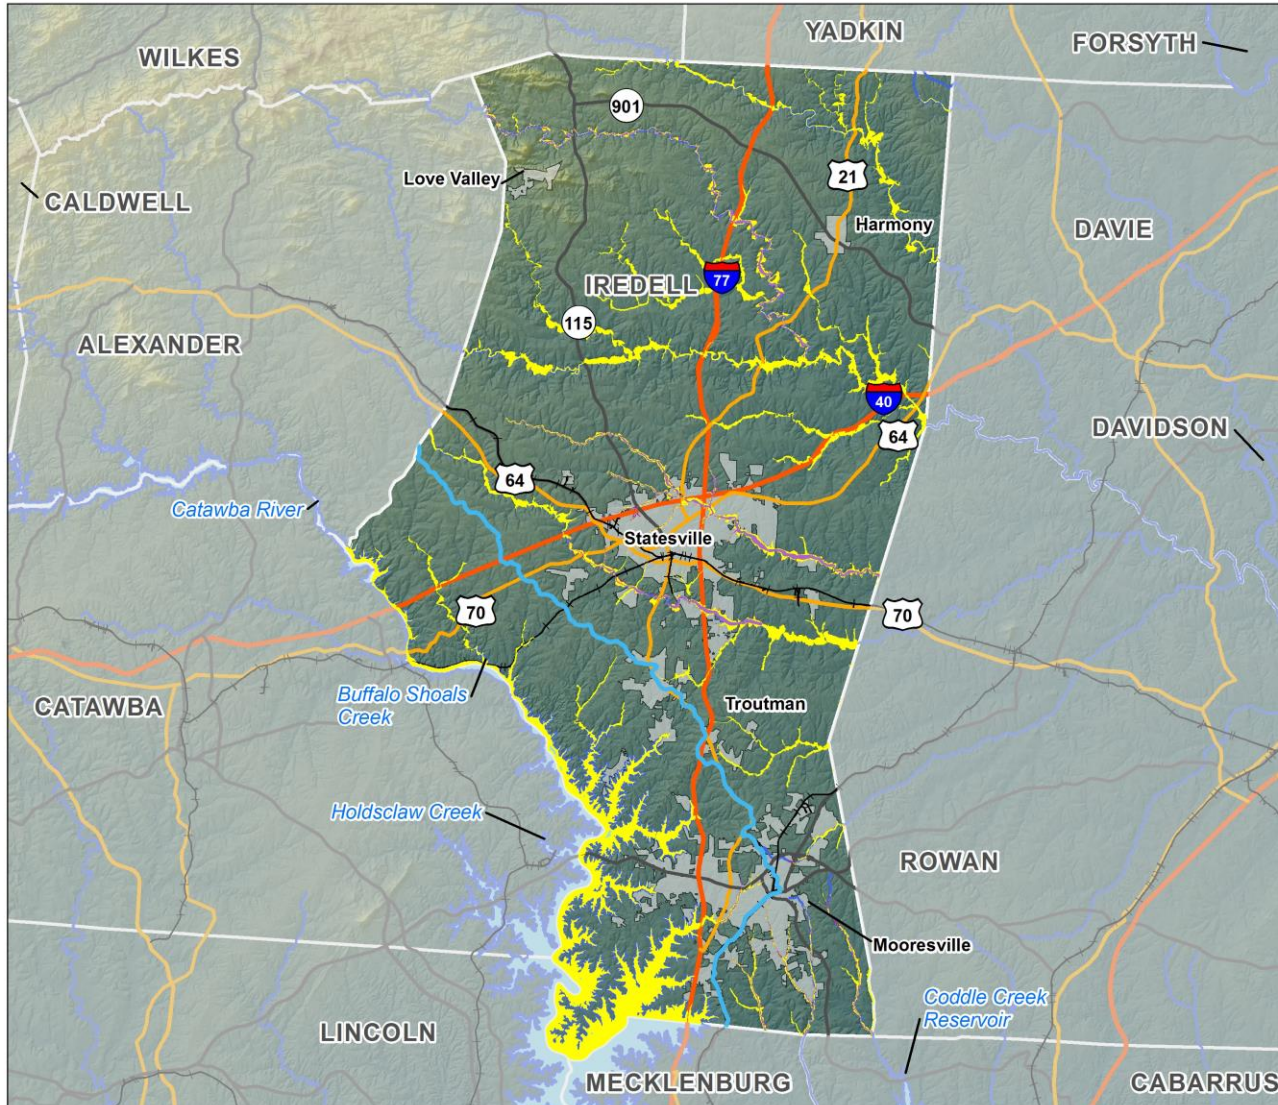 YADKIN
FORSYTH
WILKES
901
Love Valley
21
CALDWELL
Harmony
DAVIE
IREDELL
77
115
ALEXANDER
40
64
DAVIDSON
64
Catawba River
Statesville
70
70
Buffalo Shoals
Creek
CATAWBA
Troutman
Holdsclaw Creek
ROWAN
Mooresville
Coddle Creek
Reservoir
LINCOLN
MECKLENBURG
CABARRUS